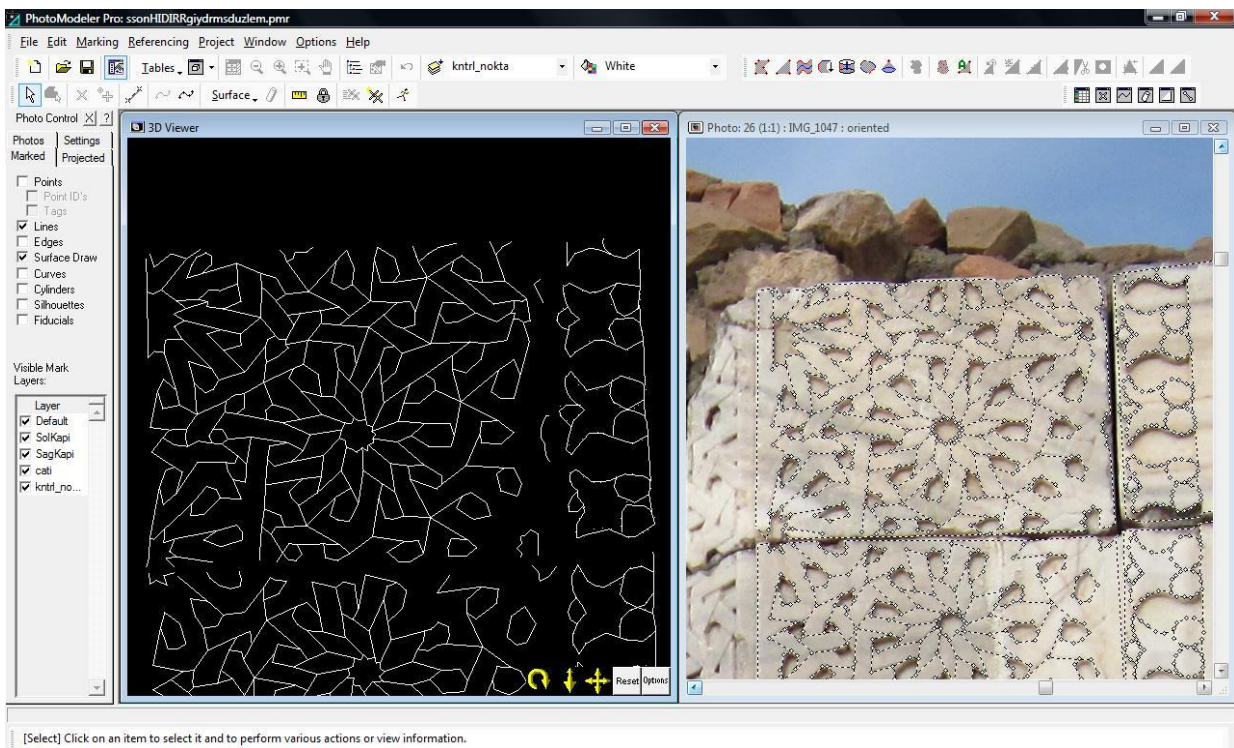 PhotoModeler Pro: ssonHIDIRRgiydrmsduzlem.pmr
File Edit Marking Referencing Project Window Options Help
Tables kntrl_nokta White
Surface
Photo Control X ?
Photos Settings
Marked Projected
Points
Point ID's
Tags
Lines
Edges
Surface Draw
Curves
Cylinders
Silhouettes
Fiducials
Visible Mark
Layers:
Layer
Default
SolKapi
SagKapi
cati
kntrl_no...
3D Viewer
Reset Options
Photo: 26 (1:1) : IMG_1047 : oriented
[Select] Click on an item to select it and to perform various actions or view information.